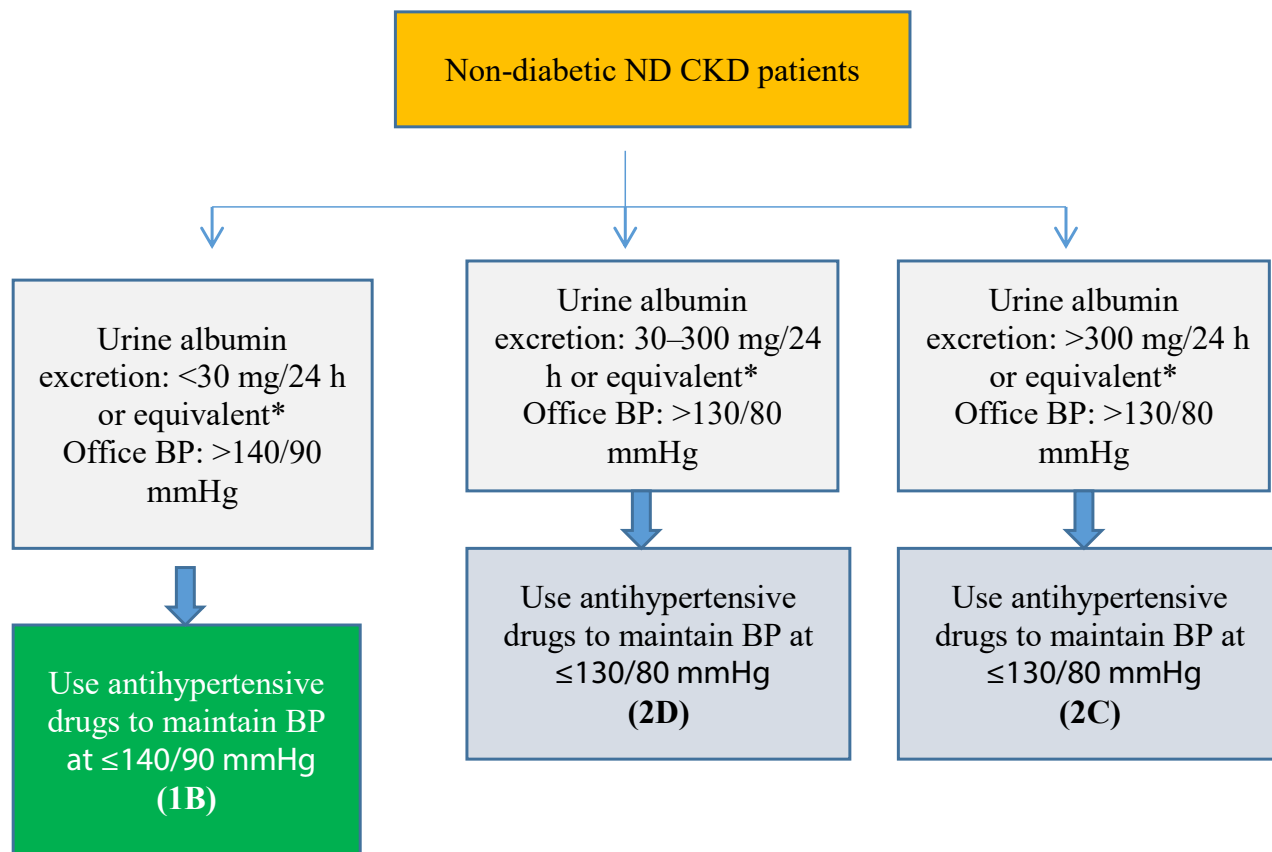 Non-diabetic ND CKD patients
Urine albumin
excretion: <30 mg/24 h
or equivalent*
Office BP: >140/90
mmHg
Urine albumin
excretion: 30–300 mg/24
h or equivalent*
Office BP: >130/80
mmHg
Urine albumin
excretion: >300 mg/24 h
or equivalent*
Office BP: >130/80
mmHg
Use antihypertensive
drugs to maintain BP
at ≤140/90 mmHg
(1B)
Use antihypertensive
drugs to maintain BP at
≤130/80 mmHg
(2D)
Use antihypertensive
drugs to maintain BP at
≤130/80 mmHg
(2C)